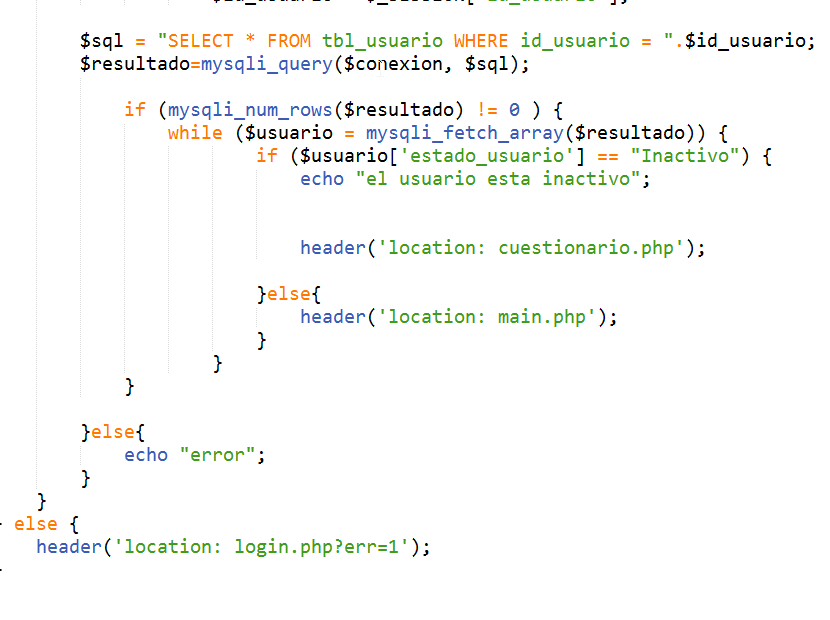 $sql = "SELECT * FROM tbl_usuario WHERE id_usuario = ".$id_usuario;
$resultado=mysqli_query($conexion, $sql);
if (mysqli_num_rows($resultado) != 0 ) {
while ($usuario = mysqli_fetch_array($resultado)) {
if ($usuario['estado_usuario'] == "Inactivo") {
echo "el usuario esta inactivo";
header('location: cuestionario.php');
}else{
header('location: main.php');
}
}
}
}else{
echo "error";
}
}
else {
header('location: login.php?err=1');